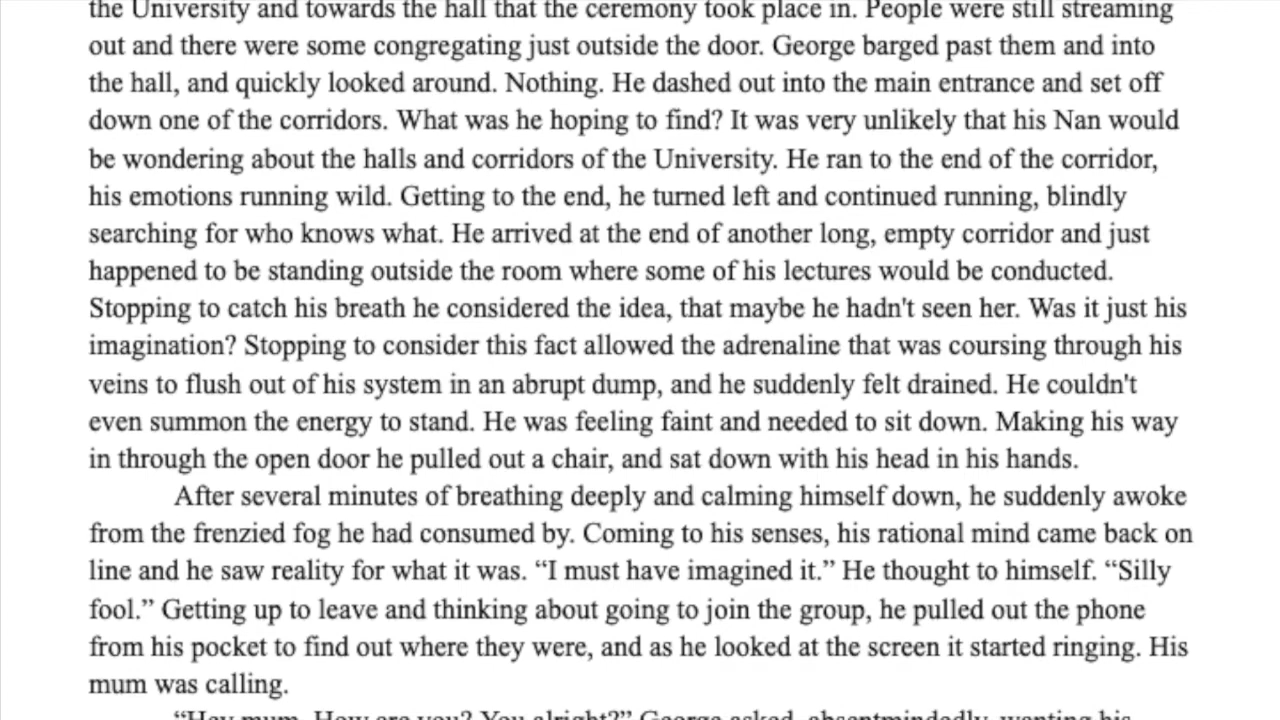 the University and towards the hall that the ceremony took place in. People were still streaming
out and there were some congregating just outside the door. George barged past them and into
the hall, and quickly looked around. Nothing. He dashed out into the main entrance and set off
down one of the corridors. What was he hoping to find? It was very unlikely that his Nan would
be wondering about the halls and corridors of the University. He ran to the end of the corridor,
his emotions running wild. Getting to the end, he turned left and continued running, blindly
searching for who knows what. He arrived at the end of another long, empty corridor and just
happened to be standing outside the room where some of his lectures would be conducted.
Stopping to catch his breath he considered the idea, that maybe he hadn't seen her. Was it just his
imagination? Stopping to consider this fact allowed the adrenaline that was coursing through his
veins to flush out of his system in an abrupt dump, and he suddenly felt drained. He couldn't
even summon the energy to stand. He was feeling faint and needed to sit down. Making his way
in through the open door he pulled out a chair, and sat down with his head in his hands.
After several minutes of breathing deeply and calming himself down, he suddenly awoke
from the frenzied fog he had consumed by. Coming to his senses, his rational mind came back on
line and he saw reality for what it was. “I must have imagined it.” He thought to himself. “Silly
fool.” Getting up to leave and thinking about going to join the group, he pulled out the phone
from his pocket to find out where they were, and as he looked at the screen it started ringing. His
mum was calling.
“Hey mum. How are you? You alright?” George asked, absentmindedly, wanting his